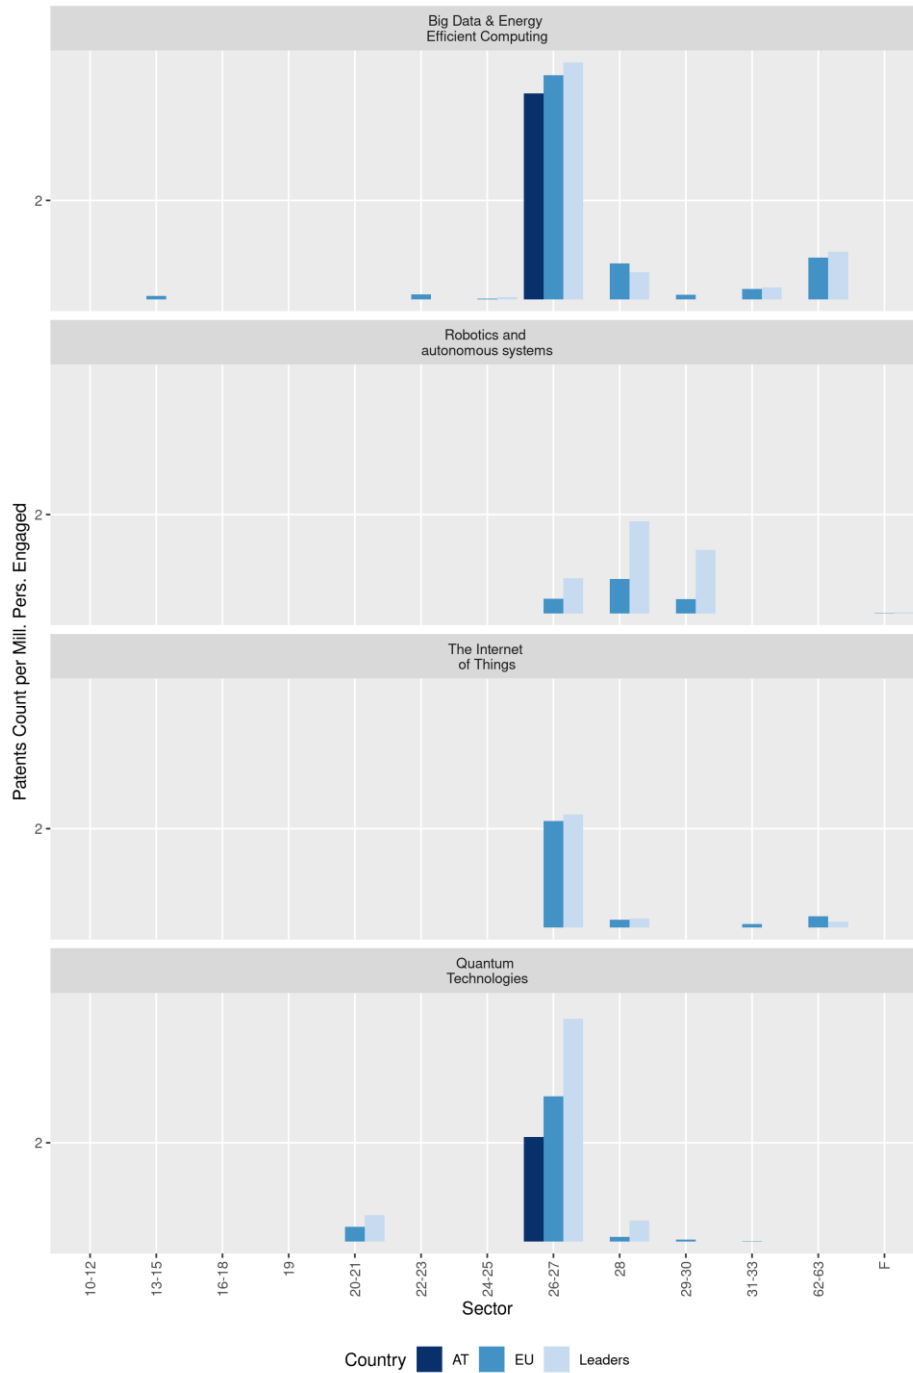 Big Data & Energy
Efficient Computing
2
Robotics and
autonomous systems
2
The Internet
of Things
2
Quantum
Technologies
2
Patents Count per Mill. Pers. Engaged
10-12
13-15
16-18
19
20-21
22-23
24-25
26-27
28
29-30
31-33
62-63
F
Sector
Country AT EU Leaders